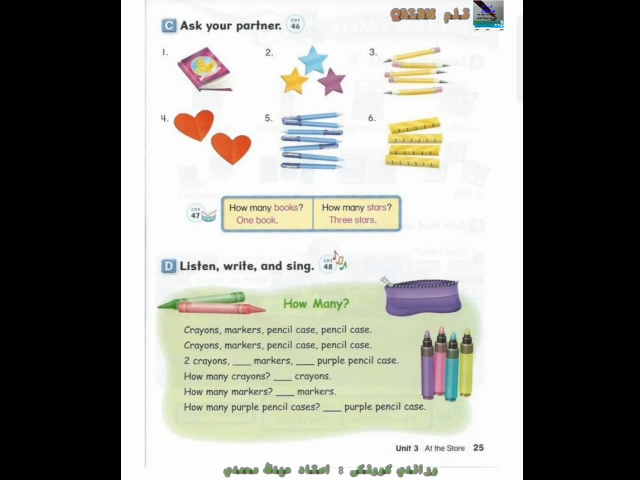 قلم QALAM
C Ask your partner. CD1 46
1. 2. 3.
4. 5. 6.
CD1 47
How many books? How many stars?
One book. Three stars.
D Listen, write, and sing. CD1 48
How Many?
Crayons, markers, pencil case, pencil case.
Crayons, markers, pencil case, pencil case.
2 crayons, ___ markers, ___ purple pencil case.
How many crayons? ___ crayons.
How many markers? ___ markers.
How many purple pencil cases? ___ purple pencil case.
Unit 3 At the Store 25